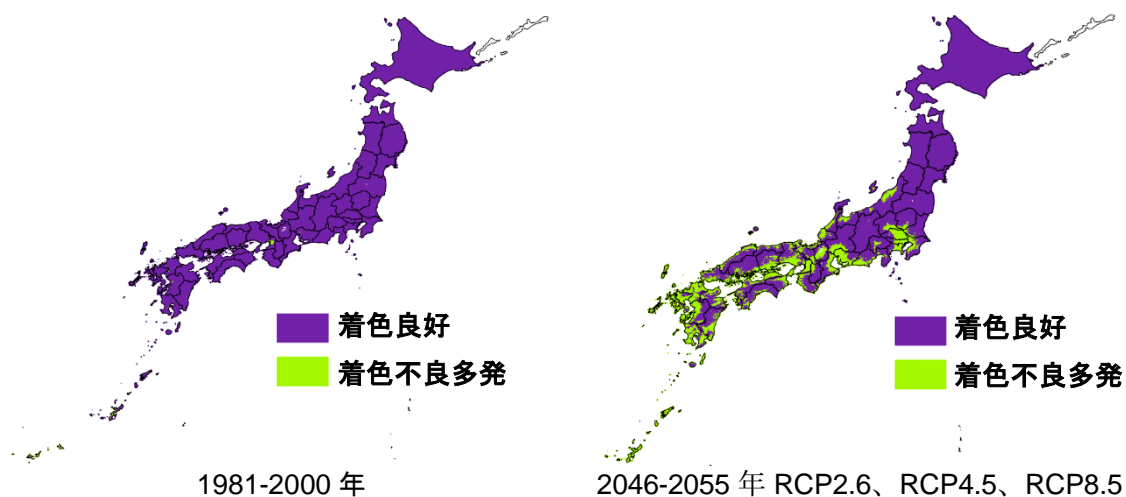 着色良好
着色不良多発
1981-2000 年
着色良好
着色不良多発
2046-2055 年 RCP2.6、RCP4.5、RCP8.5